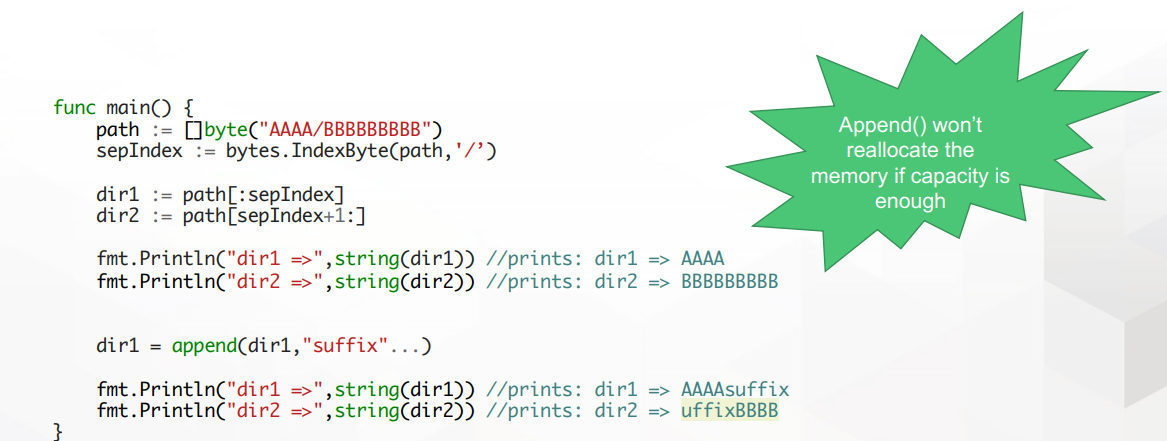 func main() {
path := []byte("AAAA/BBBBBBBBB")
sepIndex := bytes.IndexByte(path,'/’)
dir1 := path[:sepIndex]
dir2 := path[sepIndex+1:]
fmt.Println("dir1 =>",string(dir1)) //prints: dir1 => AAAA
fmt.Println("dir2 =>",string(dir2)) //prints: dir2 => BBBBBBBBB
dir1 = append(dir1,"suffix"...)
fmt.Println("dir1 =>",string(dir1)) //prints: dir1 => AAAAsuffix
fmt.Println("dir2 =>",string(dir2)) //prints: dir2 => uffixBBBB
}
Append() won’t
reallocate the
memory if capacity is
enough